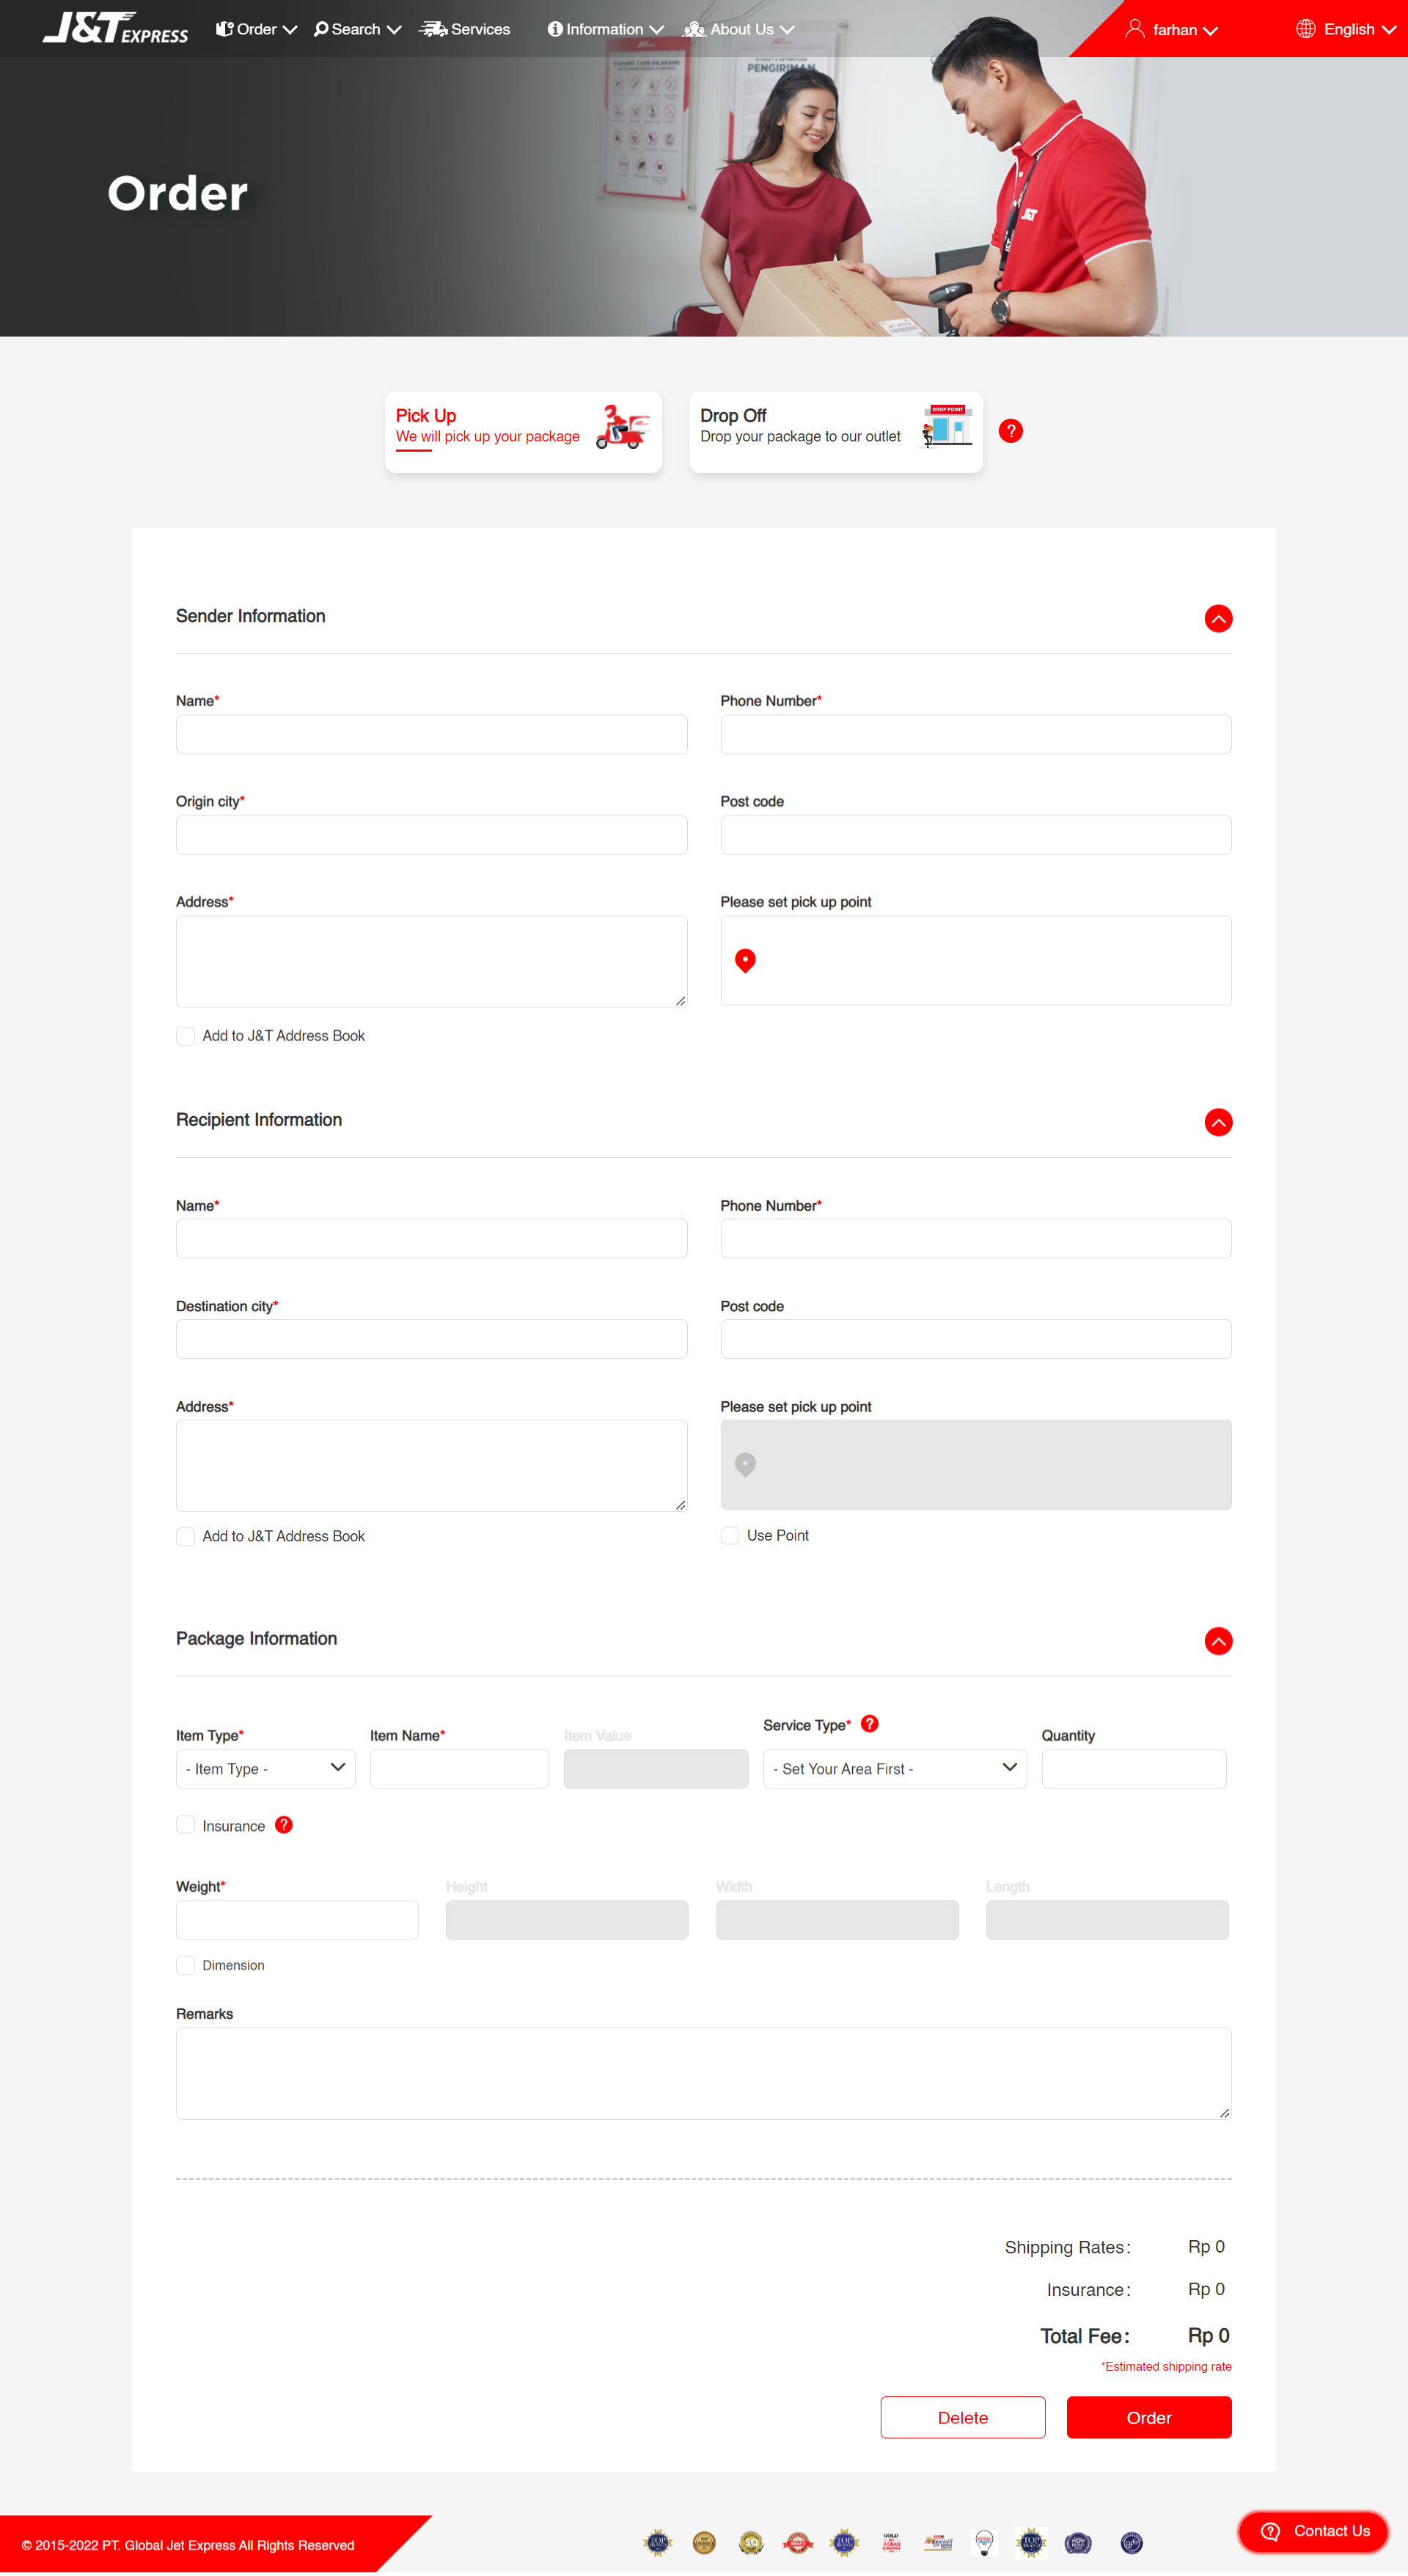 J&T EXPRESS Order Search Services Information About Us farhan English
PENGIRIMAN
Order
Pick Up
We will pick up your package
Drop Off
Drop your package to our outlet
DROP POINT
?
Sender Information
Name*
Phone Number*
Origin city*
Post code
Address*
Please set pick up point
Add to J&T Address Book
Recipient Information
Name*
Phone Number*
Destination city*
Post code
Address*
Please set pick up point
Add to J&T Address Book
Use Point
Package Information
Item Type*
Item Name*
Item Value
Service Type* ?
Quantity
- Item Type -
- Set Your Area First -
Insurance ?
Weight*
Height
Width
Length
Dimension
Remarks
Shipping Rates : Rp 0
Insurance : Rp 0
Total Fee : Rp 0
*Estimated shipping rate
Delete
Order
© 2015-2022 PT. Global Jet Express All Rights Reserved
Contact Us